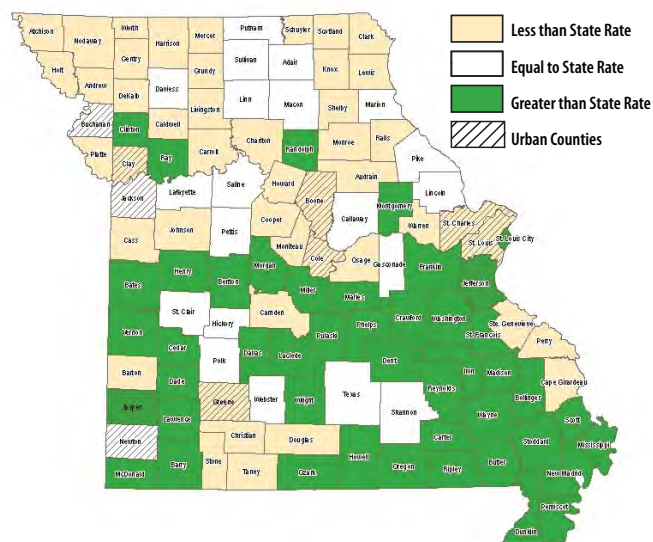 Less than State Rate
Equal to State Rate
Greater than State Rate
Urban Counties
Atchison
Nodaway
Worth
Harrison
Mercer
Putnam
Schuyler
Scotland
Clark
Gentry
Sullivan
Adair
Knox
Lewis
Holt
Andrew
DeKalb
Daviess
Grundy
Linn
Macon
Shelby
Marion
Livingston
Buchanan
Clinton
Caldwell
Chariton
Randolph
Monroe
Ralls
Platte
Clay
Ray
Carroll
Pike
Audrain
Howard
Boone
Lincoln
Jackson
Lafayette
Saline
Callaway
Montgomery
Warren
St. Charles
St. Louis
St. Louis City
Cooper
Cass
Johnson
Pettis
Moniteau
Cole
Osage
Gasconade
Franklin
Morgan
Bates
Henry
Benton
Miller
Maries
Jefferson
St. Clair
Camden
Crawford
Washington
Ste. Genevieve
Vernon
Hickory
Pulaski
Phelps
St. Francois
Perry
Cedar
Polk
Dallas
Laclede
Dent
Iron
Madison
Barton
Dade
Cape Girardeau
Reynolds
Bollinger
Jasper
Greene
Webster
Wright
Texas
Shannon
Wayne
Lawrence
Scott
Newton
Christian
Douglas
Carter
Stoddard
Mississippi
McDonald
Barry
Stone
Taney
Ozark
Howell
Oregon
Ripley
Butler
New Madrid
Pemiscot
Dunklin